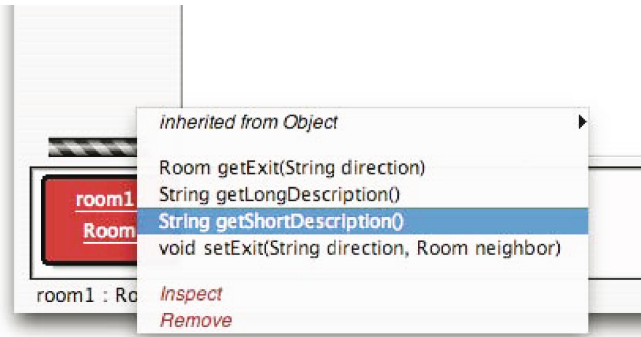 inherited from Object
Room getExit(String direction)
String getLongDescription()
String getShortDescription()
void setExit(String direction, Room neighbor)
Inspect
Remove
room1
Room
room1 : Ro